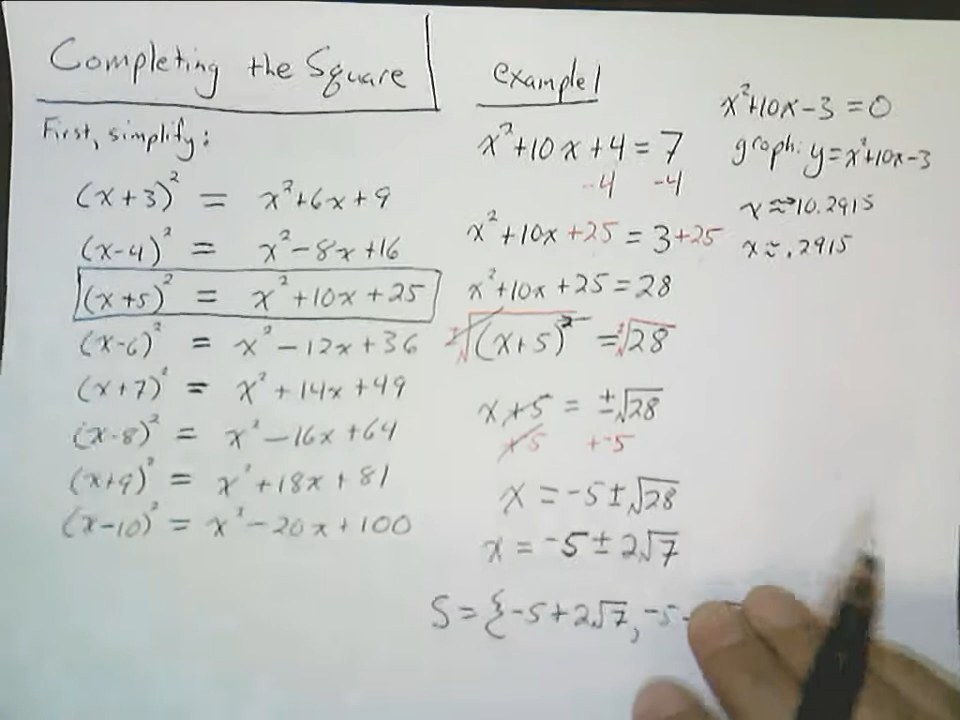 Completing the Square
First, simplify:
(x+3)² = x²+6x+9
(x-4)² = x²-8x+16
(x+5)² = x²+10x+25
(x-6)² = x²-12x+36
(x+7)² = x²+14x+49
(x-8)² = x²-16x+64
(x+9)² = x²+18x+81
(x-10)² = x²-20x+100
example 1
x²+10x+4=7
-4 -4
x²+10x+25=3+25
x²+10x+25=28
²√(x+5)² = ²√28
x+5 = ±√28
+-5
x = -5±√28
x = -5±2√7
S={-5+2√7, -5-
x²+10x-3=0
graph: y=x²+10x-3
x≈-10.2915
x≈.2915